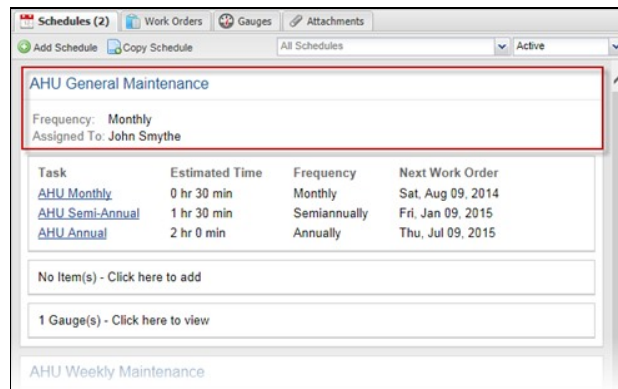 Schedules (2) Work Orders Gauges Attachments
Add Schedule Copy Schedule All Schedules Active
AHU General Maintenance
Frequency: Monthly
Assigned To: John Smythe
Task Estimated Time Frequency Next Work Order
AHU Monthly 0 hr 30 min Monthly Sat, Aug 09, 2014
AHU Semi-Annual 1 hr 30 min Semiannually Fri, Jan 09, 2015
AHU Annual 2 hr 0 min Annually Thu, Jul 09, 2015
No Item(s) - Click here to add
1 Gauge(s) - Click here to view
AHU Weekly Maintenance